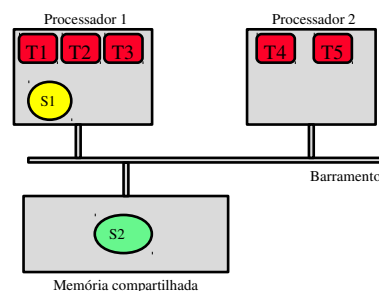 Processador 1 Processador 2
T1 T2 T3 T4 T5
S1
Barramento
S2
Memória compartilhada